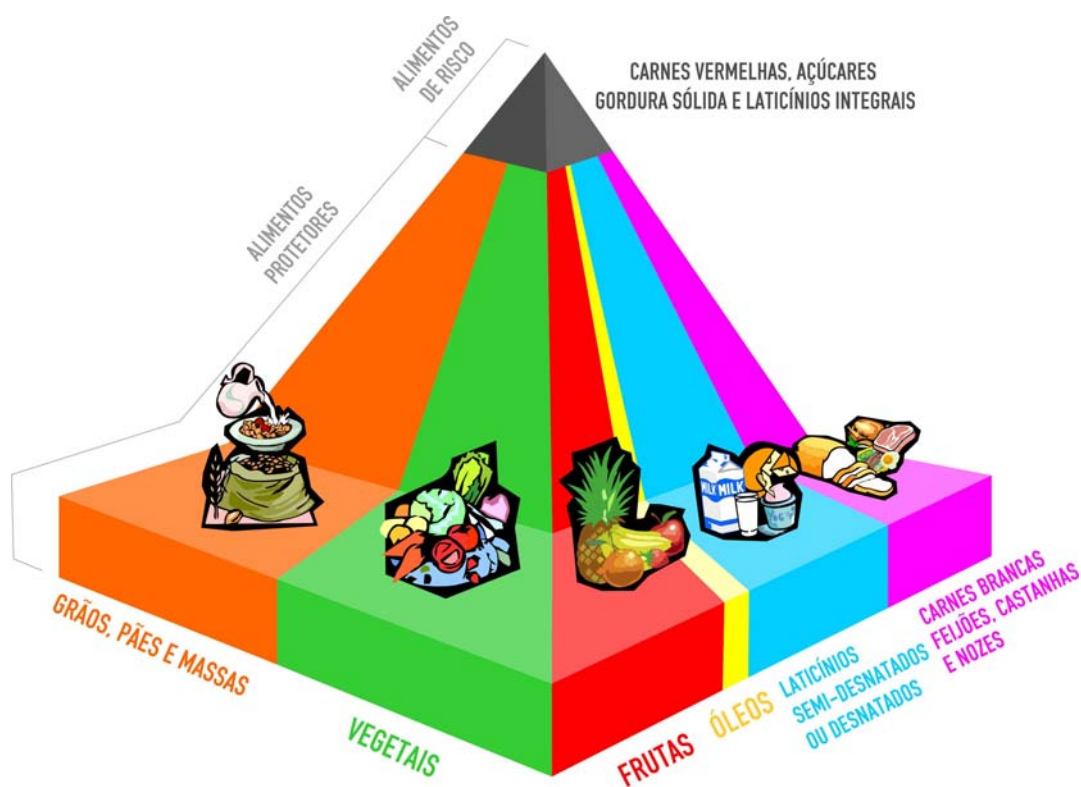 ALIMENTOS
DE RISCO
CARNES VERMELHAS, AÇÚCARES
GORDURA SÓLIDA E LATICÍNIOS INTEGRAIS
ALIMENTOS
PROTETORES
MILK MILK
GRÃOS, PÃES E MASSAS
VEGETAIS
FRUTAS
ÓLEOS
LATICÍNIOS
SEMI-DESNATADOS
OU DESNATADOS
CARNES BRANCAS
FEIJÕES, CASTANHAS
E NOZES